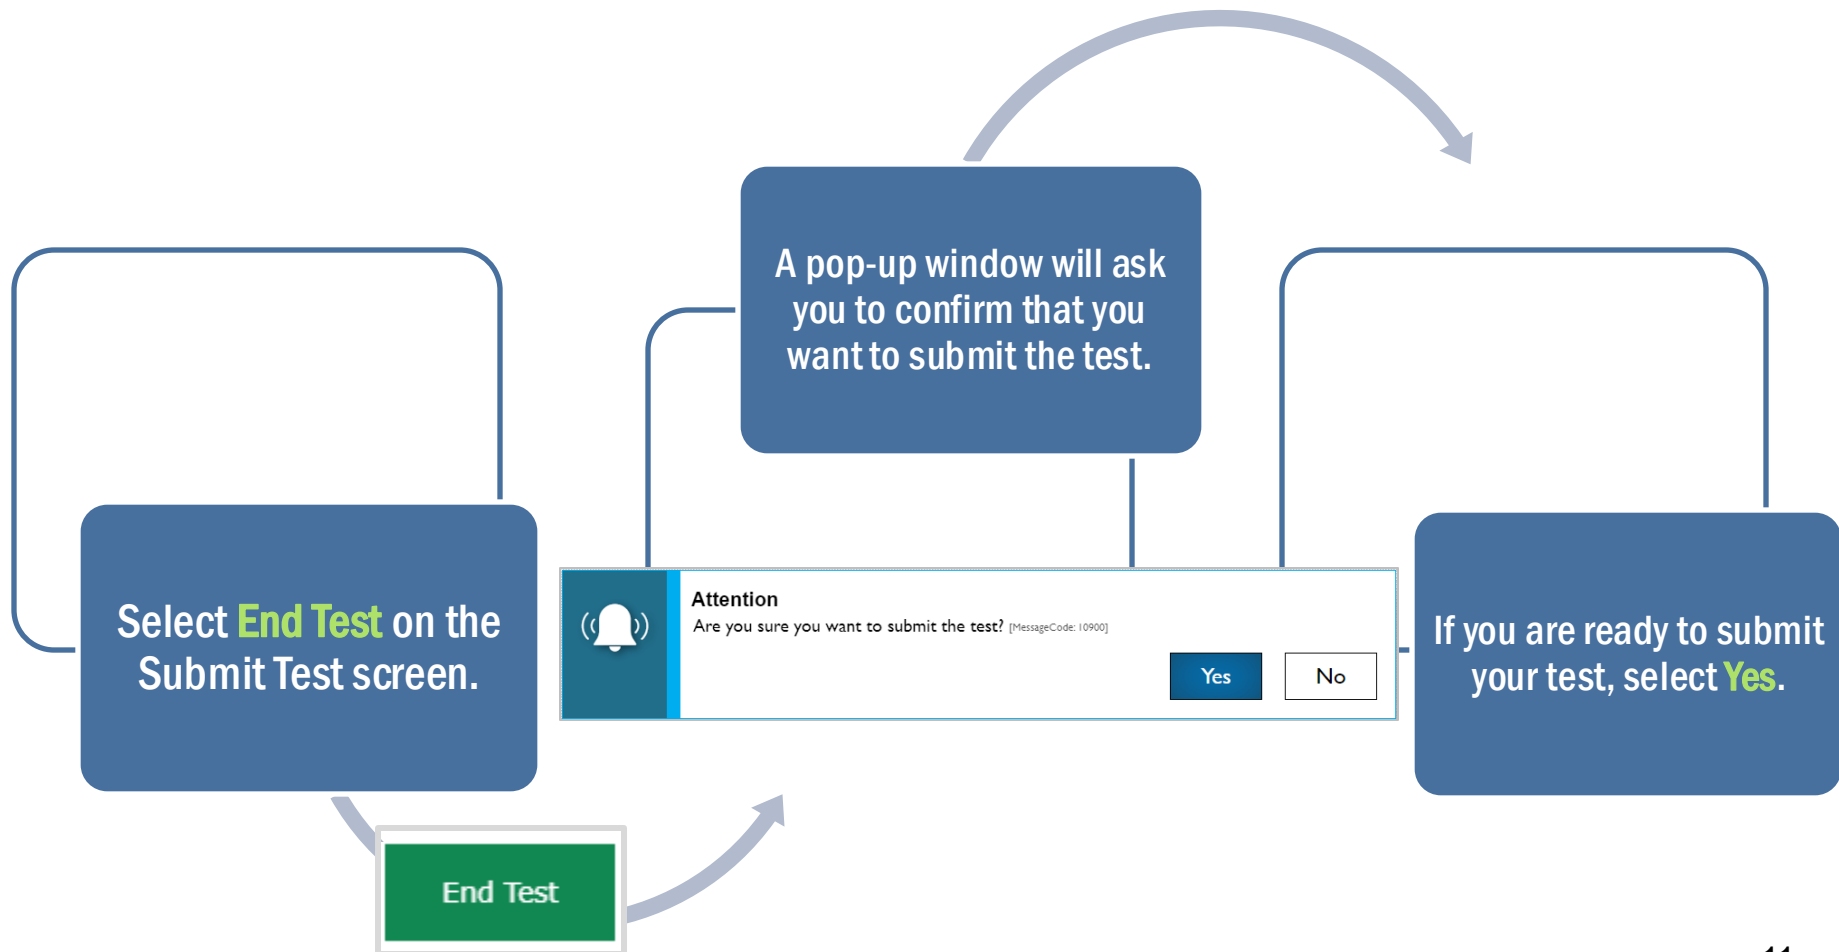 Select End Test on the
Submit Test screen.
End Test
A pop-up window will ask
you to confirm that you
want to submit the test.
Attention
Are you sure you want to submit the test? [MessageCode: 10900]
Yes
No
If you are ready to submit
your test, select Yes.